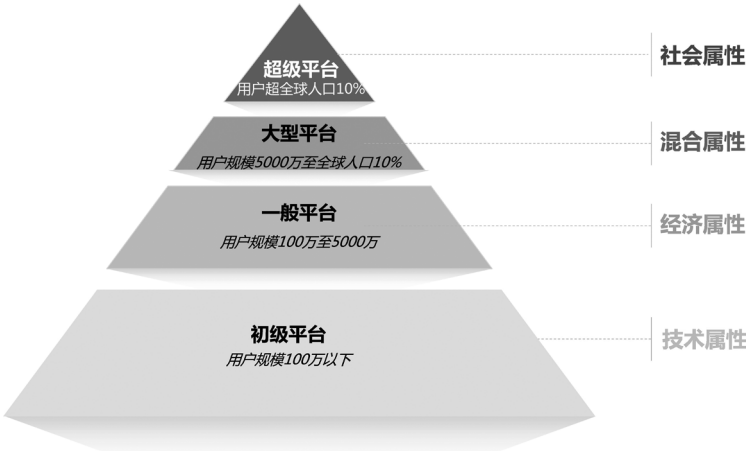 超级平台
用户超全球人口10%
社会属性
大型平台
用户规模5000万至全球人口10%
混合属性
一般平台
用户规模100万至5000万
经济属性
初级平台
用户规模100万以下
技术属性